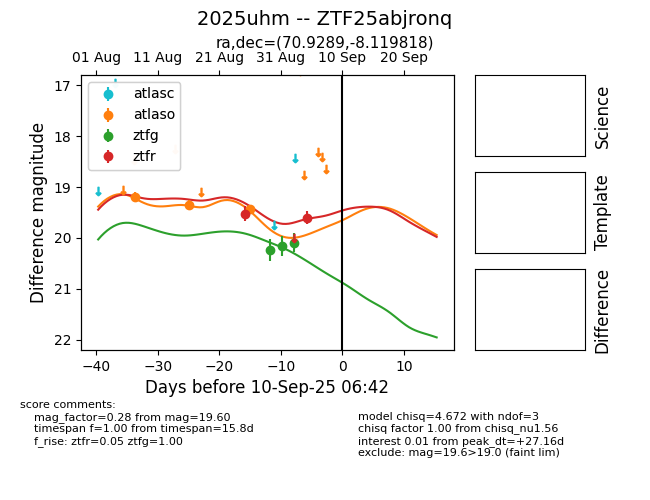 2025uhm -- ZTF25abjronq
ra,dec=(70.9289,-8.119818)
01 Aug 11 Aug 21 Aug 31 Aug 10 Sep 20 Sep
17
18
19
20
21
22
Difference magnitude
atlasc
atlaso
ztfg
ztfr
−40 −30 −20 −10 0 10
Days before 10-Sep-25 06:42
Science
Template
Difference
score comments:
mag_factor=0.28 from mag=19.60
timespan f=1.00 from timespan=15.8d
f_rise: ztfr=0.05 ztfg=1.00
model chisq=4.672 with ndof=3
chisq factor 1.00 from chisq_nu1.56
interest 0.01 from peak_dt=+27.16d
exclude: mag=19.6>19.0 (faint lim)